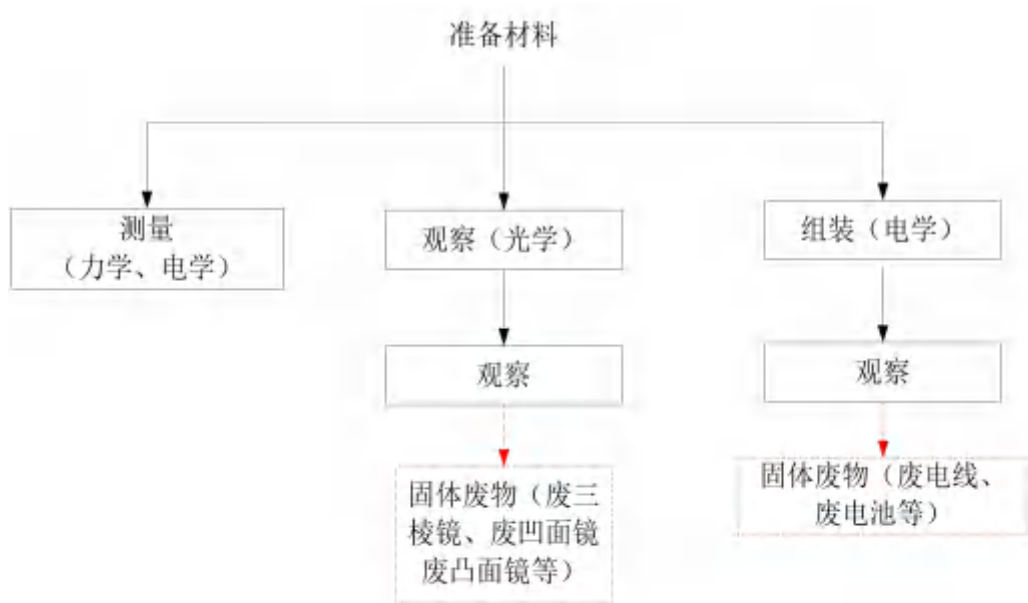 准备材料
测量
（力学、电学）
观察（光学）
组装（电学）
观察
观察
固体废物（废三
棱镜、废凹面镜
废凸面镜等）
固体废物（废电线、
废电池等）